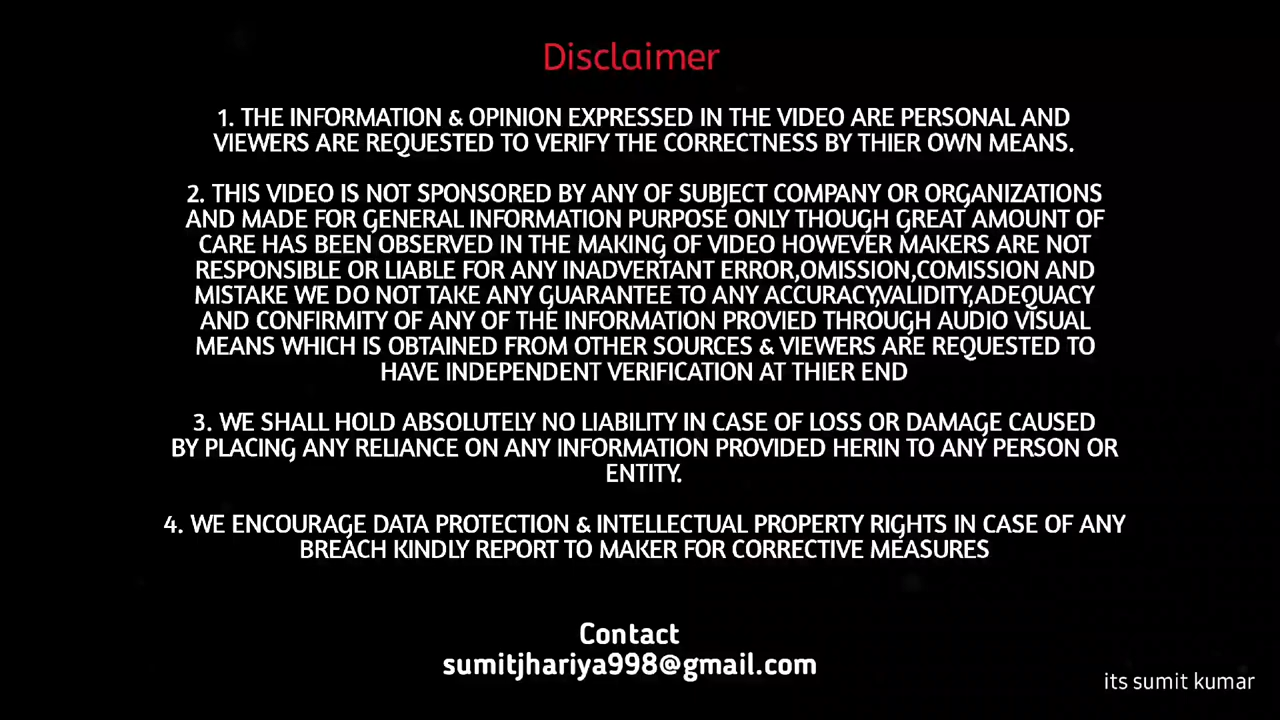 Disclaimer
1. THE INFORMATION & OPINION EXPRESSED IN THE VIDEO ARE PERSONAL AND
VIEWERS ARE REQUESTED TO VERIFY THE CORRECTNESS BY THIER OWN MEANS.
2. THIS VIDEO IS NOT SPONSORED BY ANY OF SUBJECT COMPANY OR ORGANIZATIONS
AND MADE FOR GENERAL INFORMATION PURPOSE ONLY THOUGH GREAT AMOUNT OF
CARE HAS BEEN OBSERVED IN THE MAKING OF VIDEO HOWEVER MAKERS ARE NOT
RESPONSIBLE OR LIABLE FOR ANY INADVERTANT ERROR,OMISSION,COMISSION AND
MISTAKE WE DO NOT TAKE ANY GUARANTEE TO ANY ACCURACY,VALIDITY,ADEQUACY
AND CONFIRMITY OF ANY OF THE INFORMATION PROVIED THROUGH AUDIO VISUAL
MEANS WHICH IS OBTAINED FROM OTHER SOURCES & VIEWERS ARE REQUESTED TO
HAVE INDEPENDENT VERIFICATION AT THIER END
3. WE SHALL HOLD ABSOLUTELY NO LIABILITY IN CASE OF LOSS OR DAMAGE CAUSED
BY PLACING ANY RELIANCE ON ANY INFORMATION PROVIDED HERIN TO ANY PERSON OR
ENTITY.
4. WE ENCOURAGE DATA PROTECTION & INTELLECTUAL PROPERTY RIGHTS IN CASE OF ANY
BREACH KINDLY REPORT TO MAKER FOR CORRECTIVE MEASURES
Contact
sumitjhariya998@gmail.com
its sumit kumar